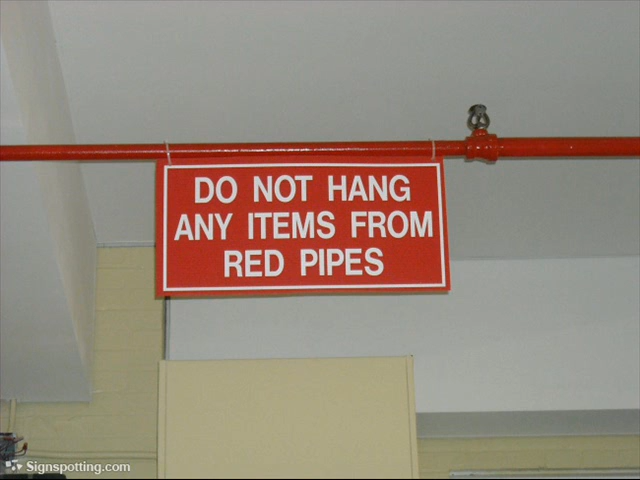 DO NOT HANG
ANY ITEMS FROM
RED PIPES
Signspotting.com